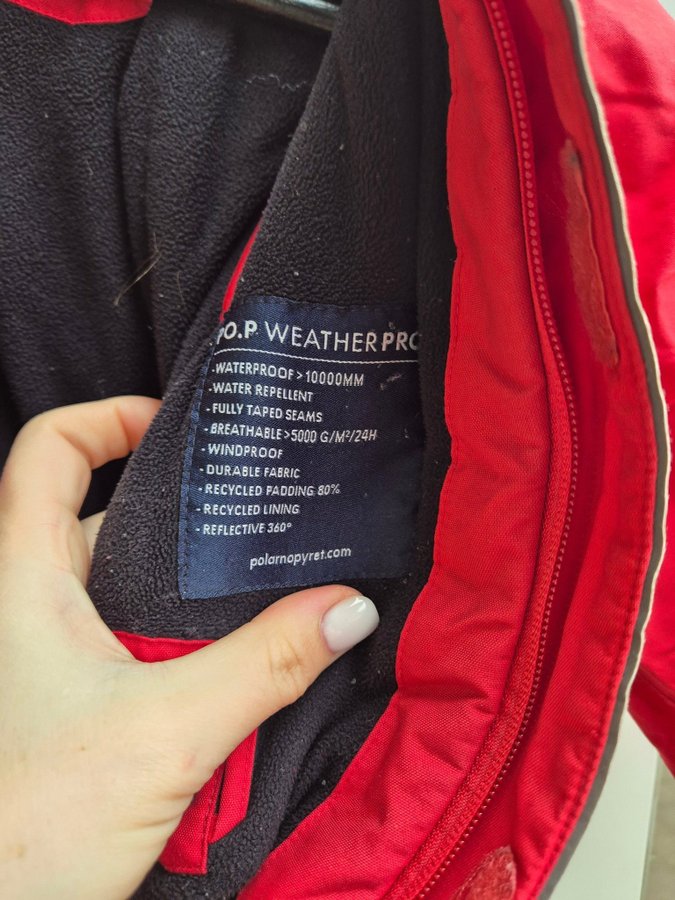 PO.P WEATHERPRO
-WATERPROOF >10000MM
-WATER REPELLENT
-FULLY TAPED SEAMS
-BREATHABLE >5000 G/M²/24H
- WINDPROOF
- DURABLE FABRIC
- RECYCLED PADDING 80%
- RECYCLED LINING
- REFLECTIVE 360°
polarnopyret.com